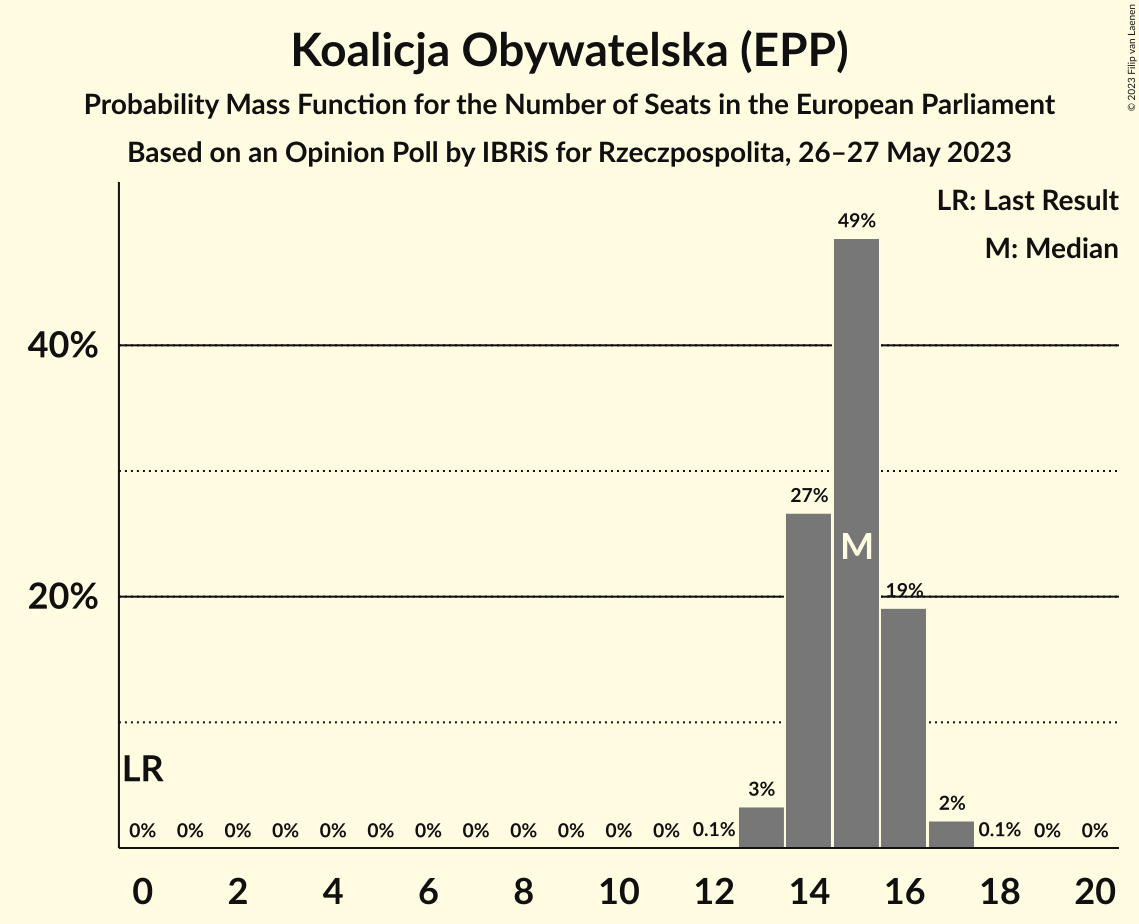 Koalicja Obywatelska (EPP)
Probability Mass Function for the Number of Seats in the European Parliament
Based on an Opinion Poll by IBRiS for Rzeczpospolita, 26–27 May 2023
© 2023 Filip van Laenen
LR: Last Result
M: Median
49%
40%
27%
M
20%
19%
LR
3%
2%
0% 0% 0% 0% 0% 0% 0% 0% 0% 0% 0% 0% 0.1% 0.1% 0% 0%
0 2 4 6 8 10 12 14 16 18 20